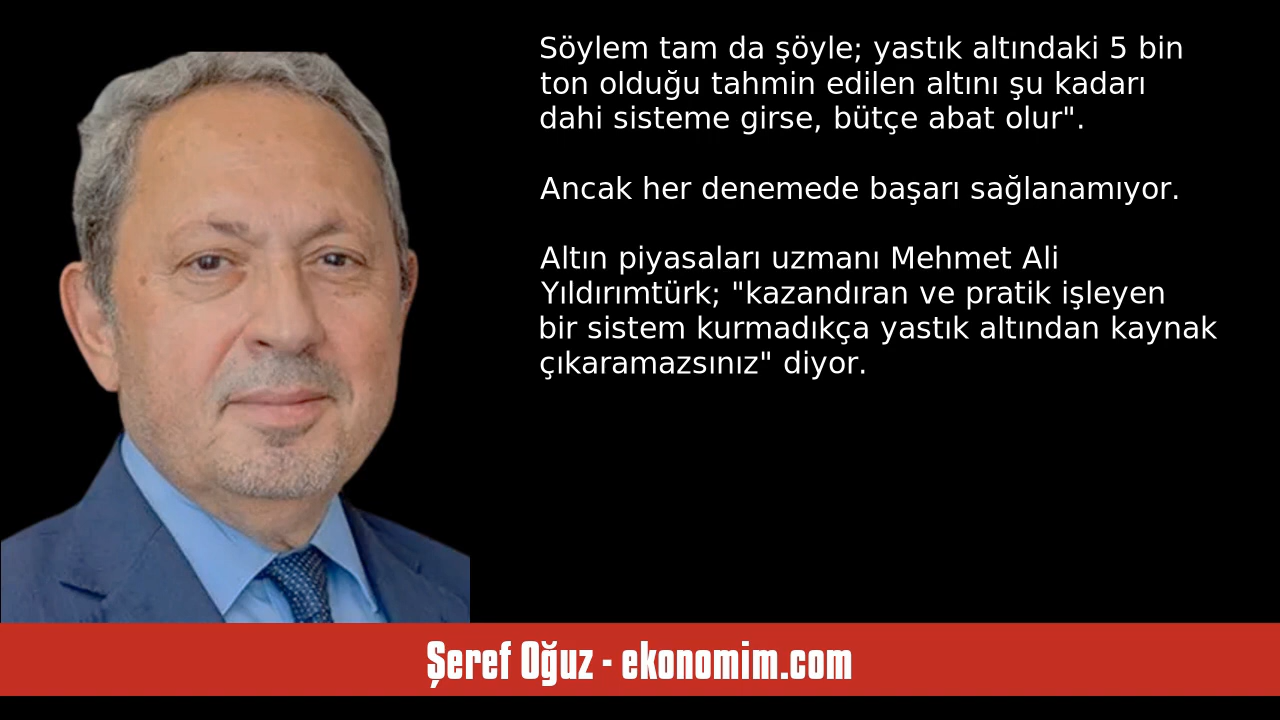 Söylem tam da şöyle; yastık altındaki 5 bin
ton olduğu tahmin edilen altını şu kadarı
dahi sisteme girse, bütçe abat olur".
Ancak her denemede başarı sağlanamıyor.
Altın piyasaları uzmanı Mehmet Ali
Yıldırımtürk; "kazandıran ve pratik işleyen
bir sistem kurmadıkça yastık altından kaynak
çıkaramazsınız" diyor.
Şeref Oğuz - ekonomim.com